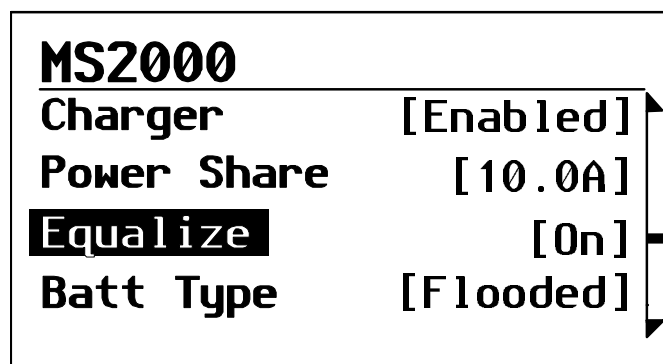 MS2000
Charger [Enabled]
Power Share [10.0A]
Equalize [On]
Batt Type [Flooded]